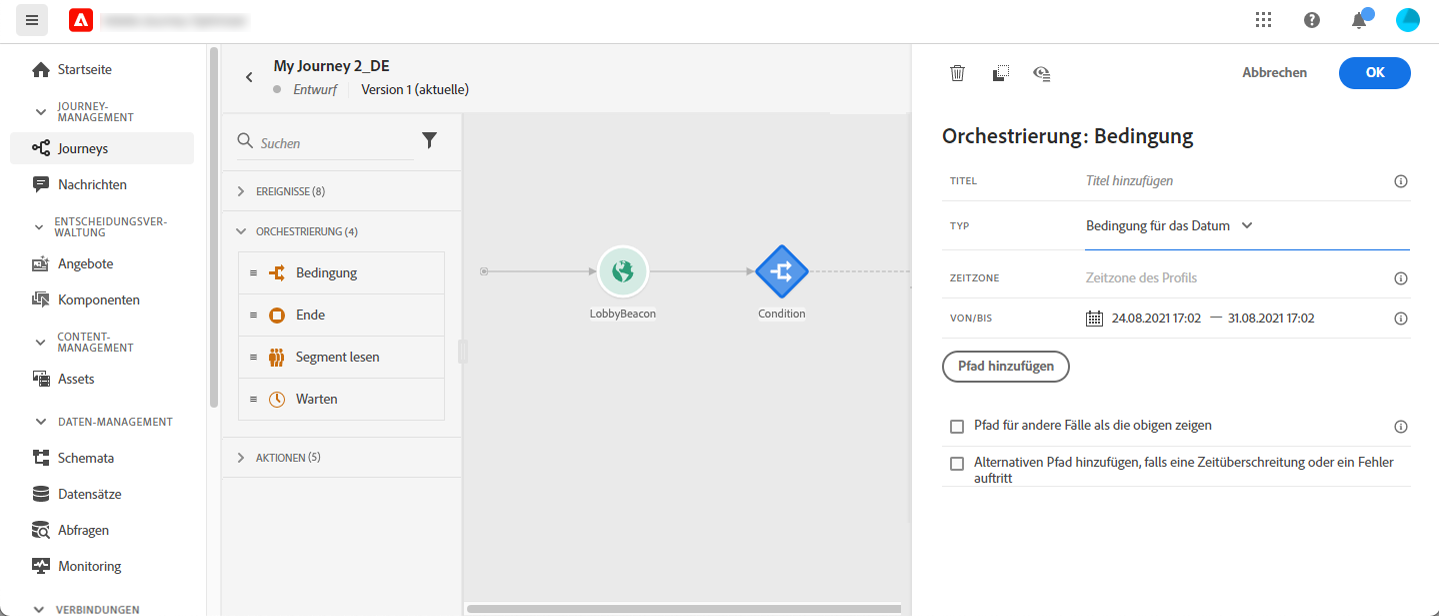 Startseite
JOURNEY-
MANAGEMENT
Journeys
Nachrichten
ENTSCHEIDUNGSVER-
WALTUNG
Angebote
Komponenten
CONTENT-
MANAGEMENT
Assets
DATEN-MANAGEMENT
Schemata
Datensätze
Abfragen
Monitoring
VERBINDUNGEN
My Journey 2_DE
Entwurf
Version 1 (aktuelle)
Suchen
EREIGNISSE (8)
ORCHESTRIERUNG (4)
Bedingung
Ende
Segment lesen
Warten
AKTIONEN (5)
LobbyBeacon
Condition
Abbrechen
OK
Orchestrierung: Bedingung
TITEL
Titel hinzufügen
TYP
Bedingung für das Datum
ZEITZONE
Zeitzone des Profils
VON/BIS
24.08.2021 17:02 — 31.08.2021 17:02
Pfad hinzufügen
Pfad für andere Fälle als die obigen zeigen
Alternativen Pfad hinzufügen, falls eine Zeitüberschreitung oder ein Fehler
auftritt